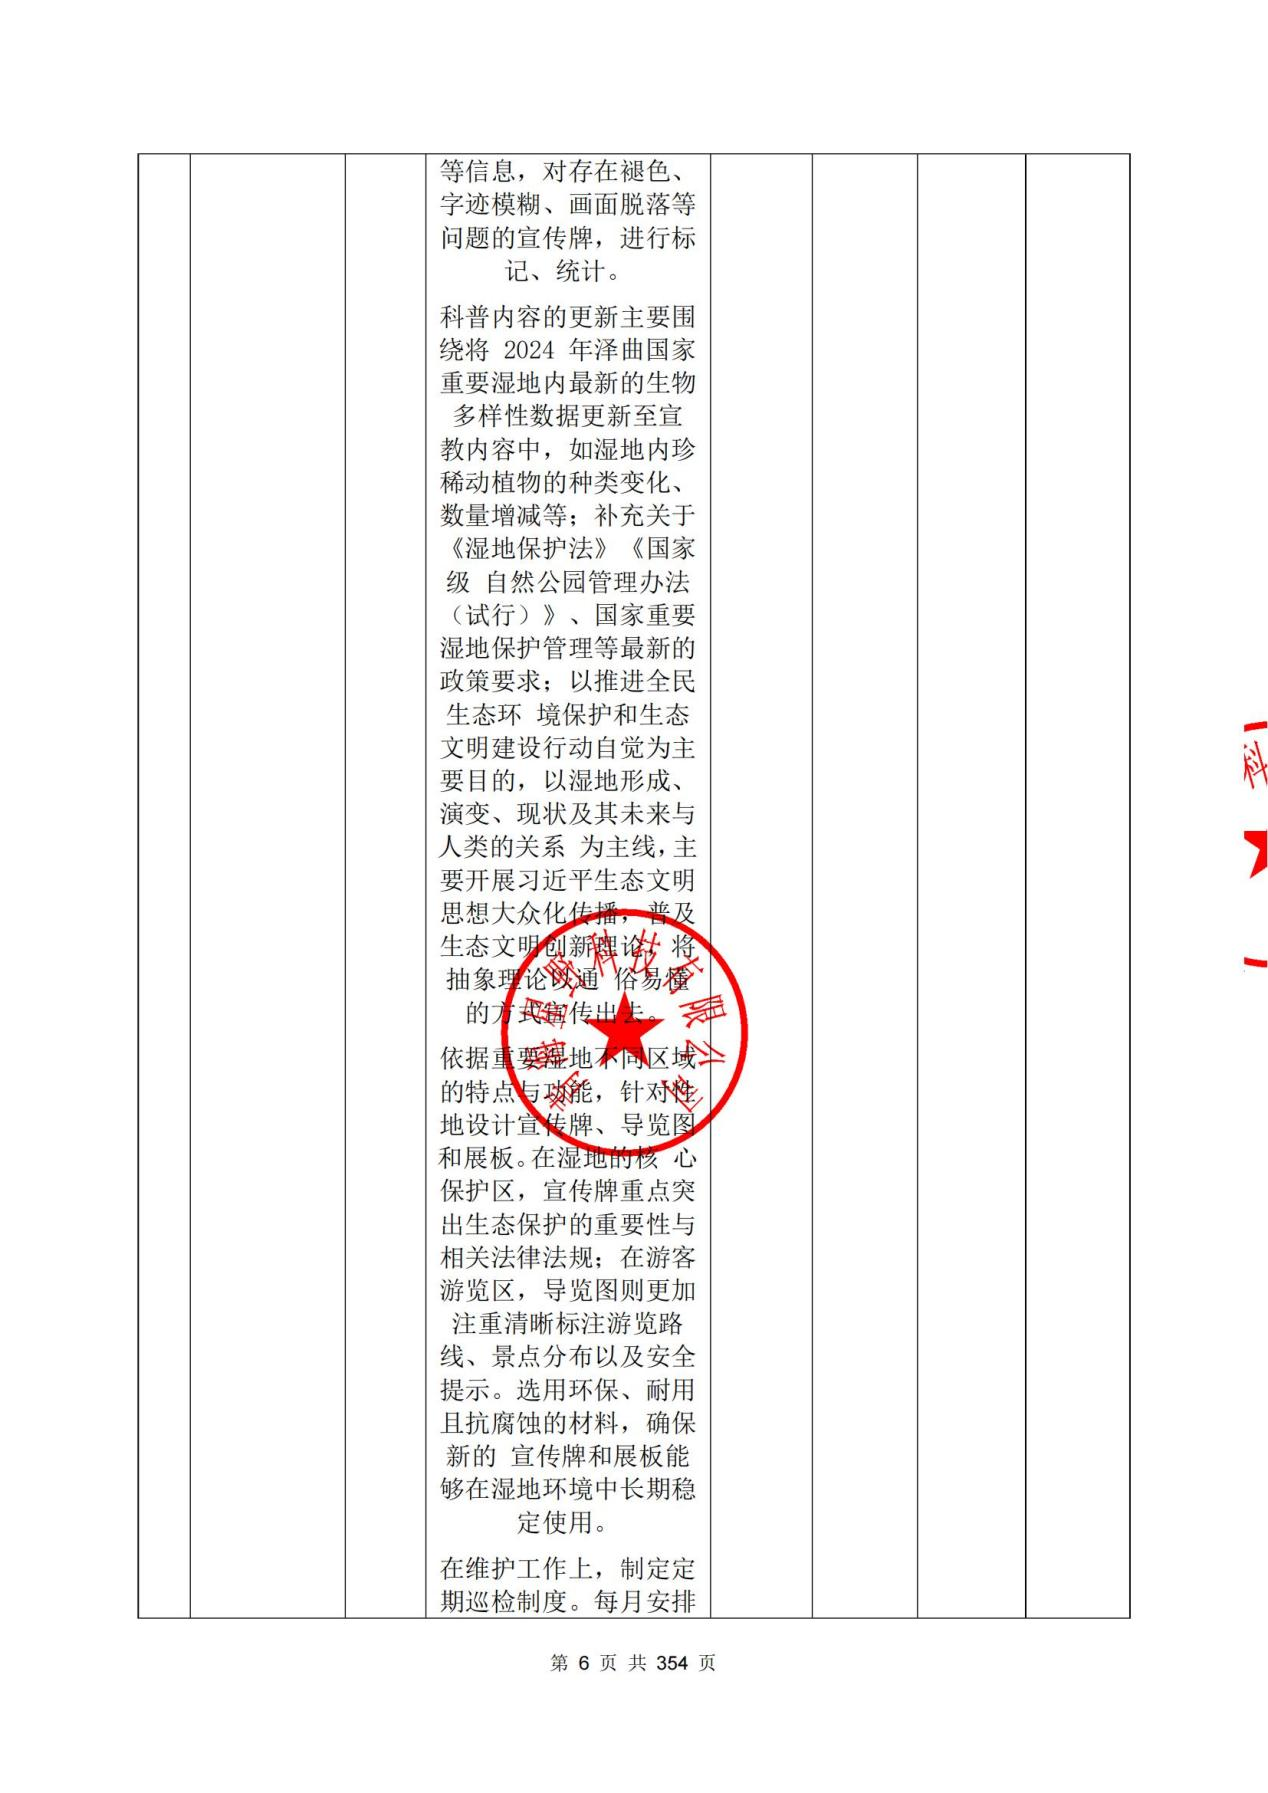 等信息，对存在褪色、
字迹模糊、画面脱落等
问题的宣传牌，进行标
记、统计。
科普内容的更新主要围
绕将 2024 年泽曲国家
重要湿地内最新的生物
多样性数据更新至宣
教内容中，如湿地内珍
稀动植物的种类变化、
数量增减等；补充关于
《湿地保护法》《国家
级 自然公园管理办法
（试行）》、国家重要
湿地保护管理等最新的
政策要求；以推进全民
生态环 境保护和生态
文明建设行动自觉为主
要目的，以湿地形成、
演变、现状及其未来与
人类的关系 为主线，主
要开展习近平生态文明
思想大众化传播，普及
生态文明创新理论，将
抽象理论以通 俗易懂
的方式宣传出去。
依据重要湿地不同区域
的特点与功能，针对性
地设计宣传牌、导览图
和展板。在湿地的核 心
保护区，宣传牌重点突
出生态保护的重要性与
相关法律法规；在游客
游览区，导览图则更加
注重清晰标注游览路
线、景点分布以及安全
提示。选用环保、耐用
且抗腐蚀的材料，确保
新的 宣传牌和展板能
够在湿地环境中长期稳
定使用。
在维护工作上，制定定
期巡检制度。每月安排
科技有限公司
科
第 6 页 共 354 页